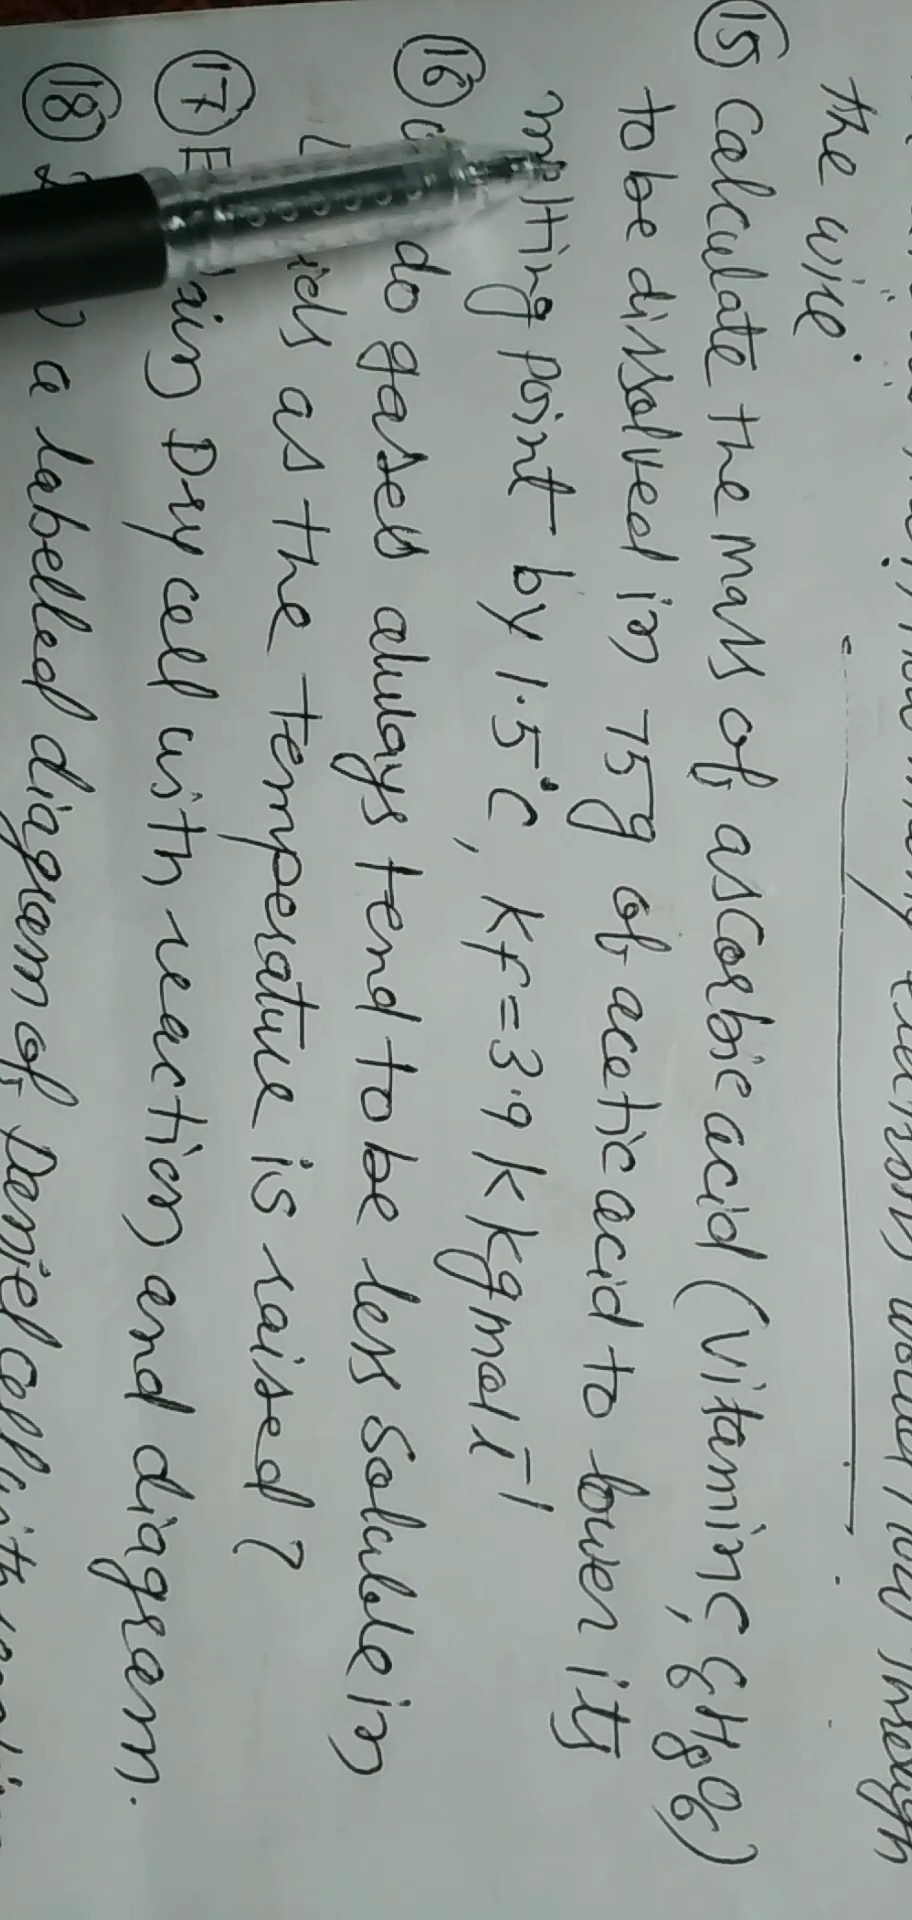 the wire.
(15) Calculate the mass of ascorbic acid (Vitamin C, C6H8O6)
to be dissolved in 75g of acetic acid to lower its
melting point by 1.5°C, Kf = 3.9 K kg mol-1
(16) do gases always tend to be less soluble in
as the temperature is raised?
(17) Dry cell with reaction and diagram.
(18) a labelled diagram of Daniel cell with